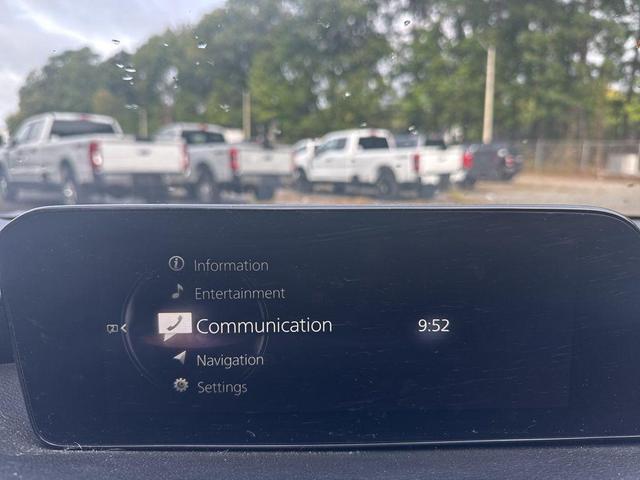 Information
Entertainment
Communication
9:52
Navigation
Settings